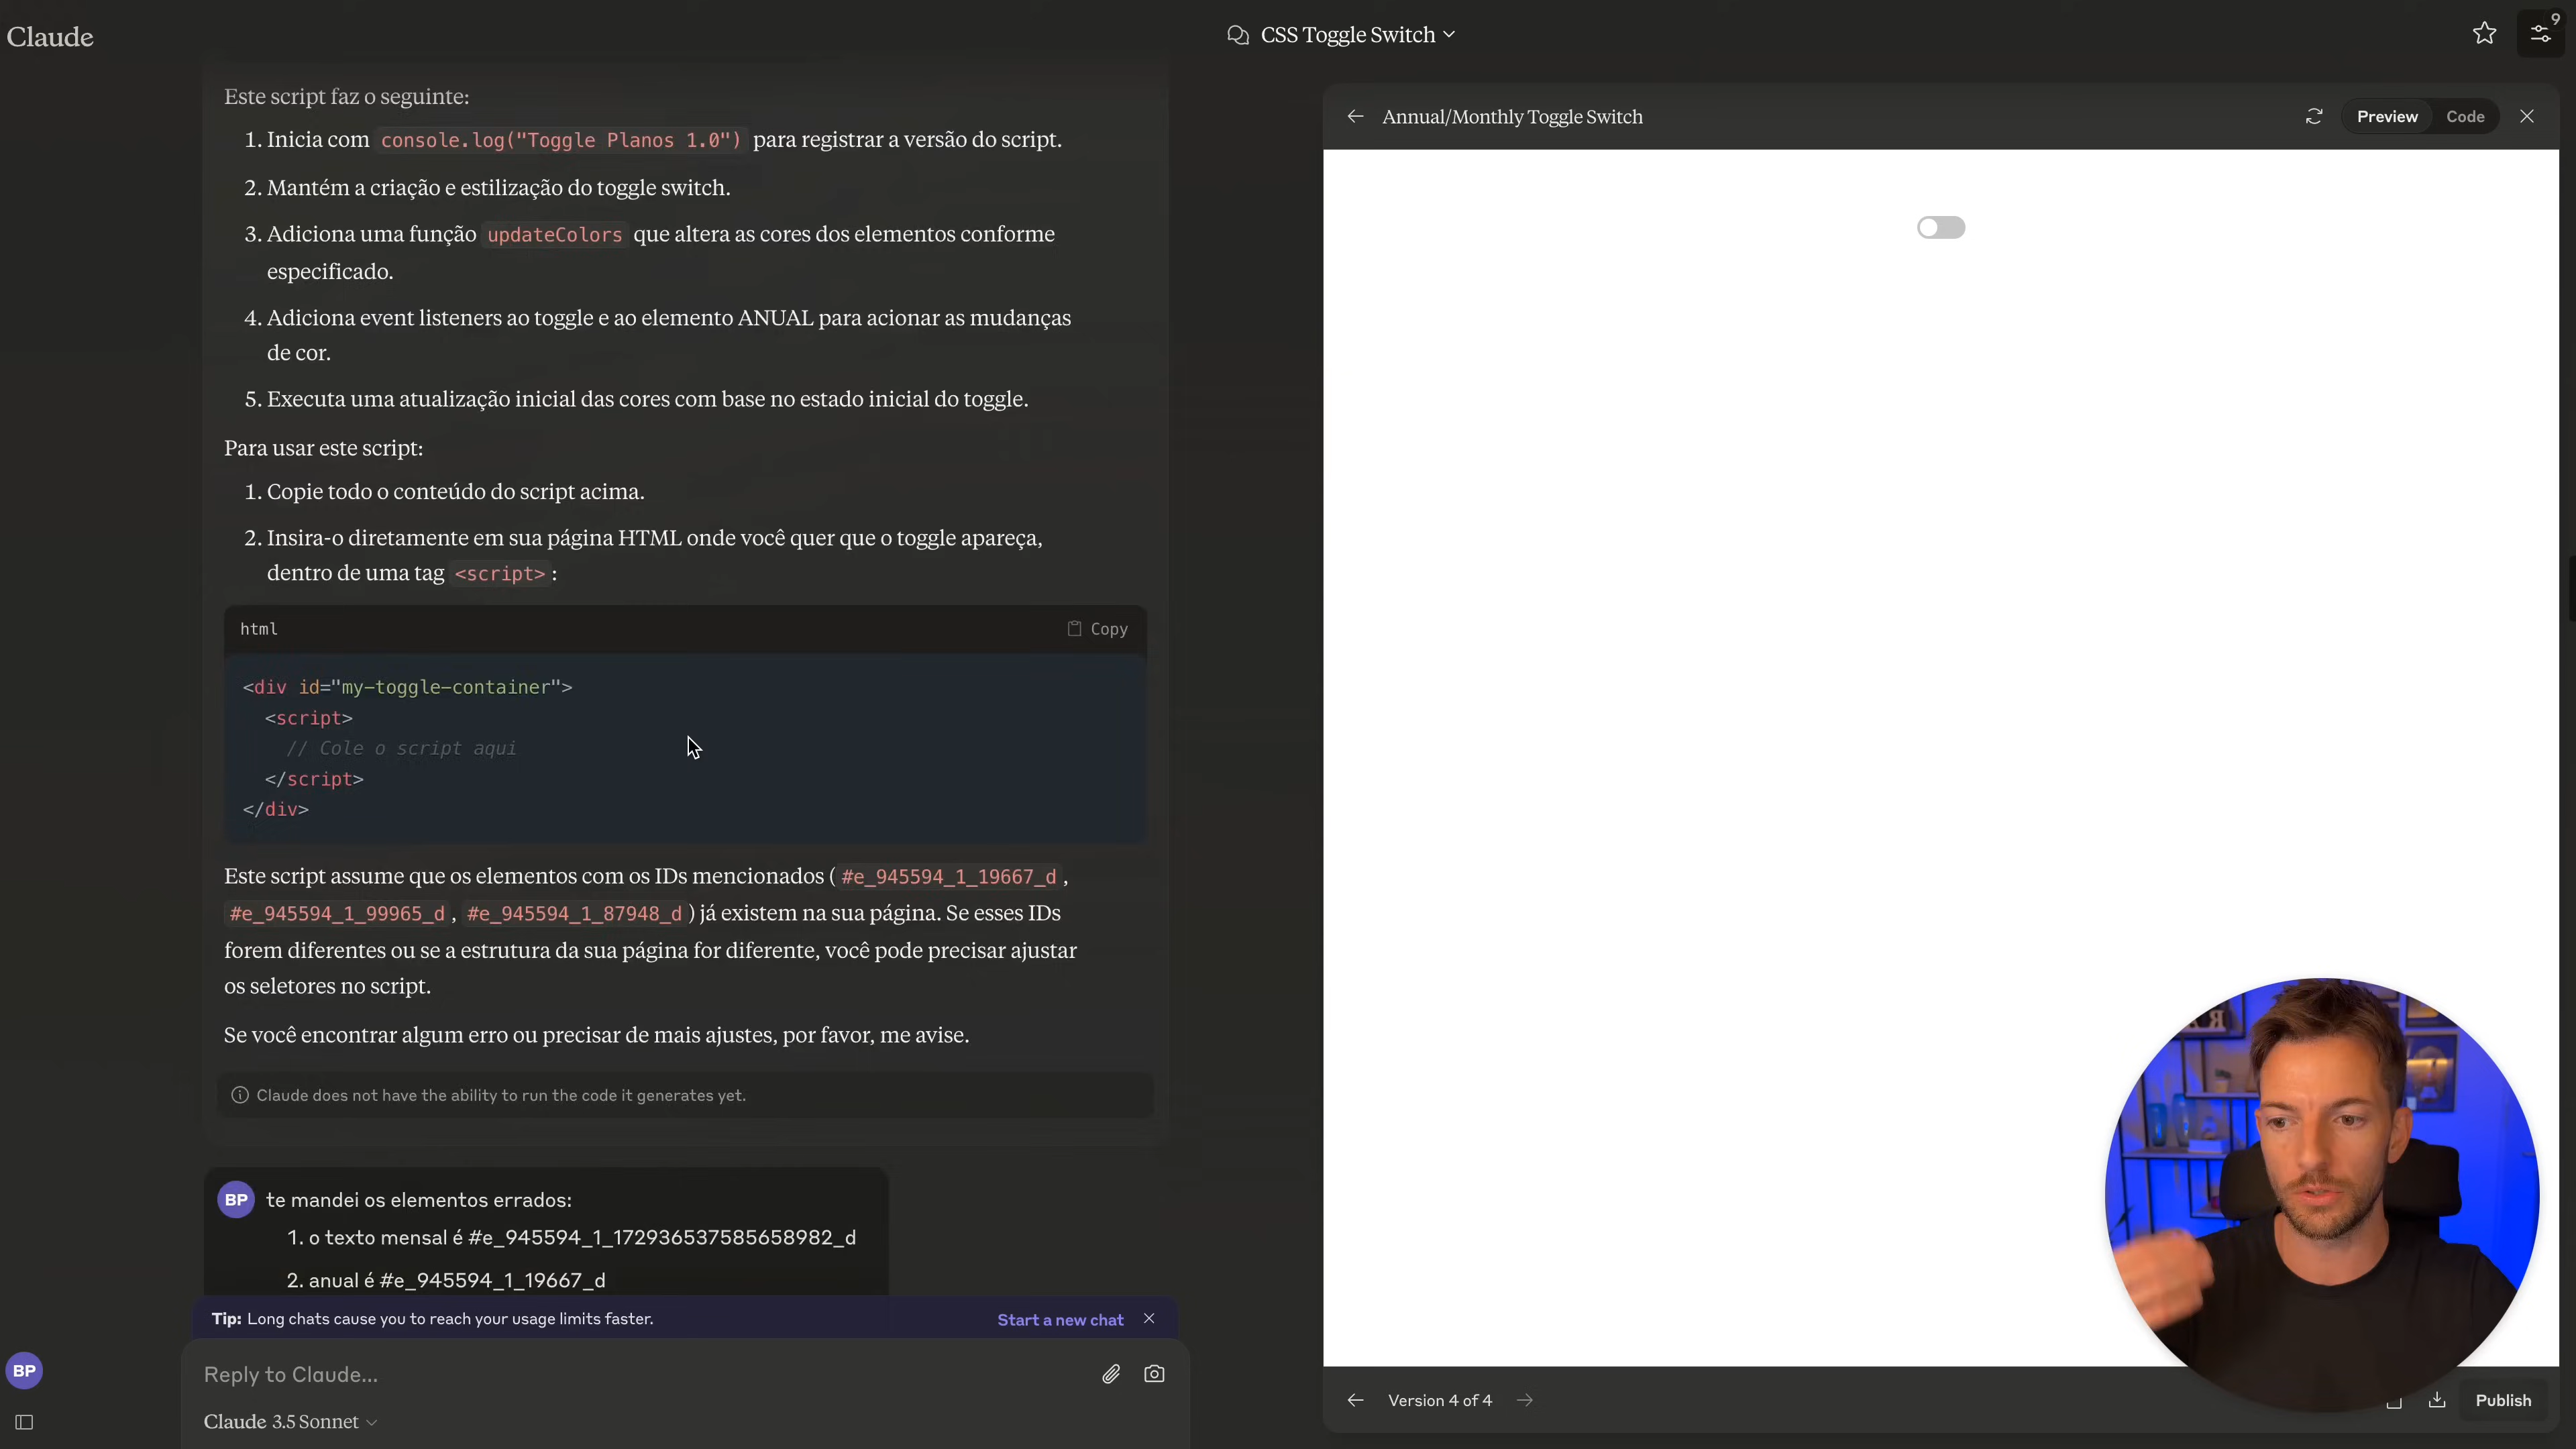 Claude
CSS Toggle Switch
9
Este script faz o seguinte:
1. Inicia com console.log("Toggle Planos 1.0") para registrar a versão do script.
2. Mantém a criação e estilização do toggle switch.
3. Adiciona uma função updateColors que altera as cores dos elementos conforme
especificado.
4. Adiciona event listeners ao toggle e ao elemento ANUAL para acionar as mudanças
de cor.
5. Executa uma atualização inicial das cores com base no estado inicial do toggle.
Para usar este script:
1. Copie todo o conteúdo do script acima.
2. Insira-o diretamente em sua página HTML onde você quer que o toggle apareça,
dentro de uma tag <script>:
html
Copy
<div id="my-toggle-container">
<script>
// Cole o script aqui
</script>
</div>
Este script assume que os elementos com os IDs mencionados ( #e_945594_1_19667_d ,
#e_945594_1_99965_d , #e_945594_1_87948_d ) já existem na sua página. Se esses IDs
forem diferentes ou se a estrutura da sua página for diferente, você pode precisar ajustar
os seletores no script.
Se você encontrar algum erro ou precisar de mais ajustes, por favor, me avise.
Claude does not have the ability to run the code it generates yet.
BP te mandei os elementos errados:
1. o texto mensal é #e_945594_1_172936537585658982_d
2. anual é #e_945594_1_19667_d
Tip: Long chats cause you to reach your usage limits faster.
Start a new chat
BP
Reply to Claude...
Claude 3.5 Sonnet
Annual/Monthly Toggle Switch
Preview
Code
Version 4 of 4
Publish